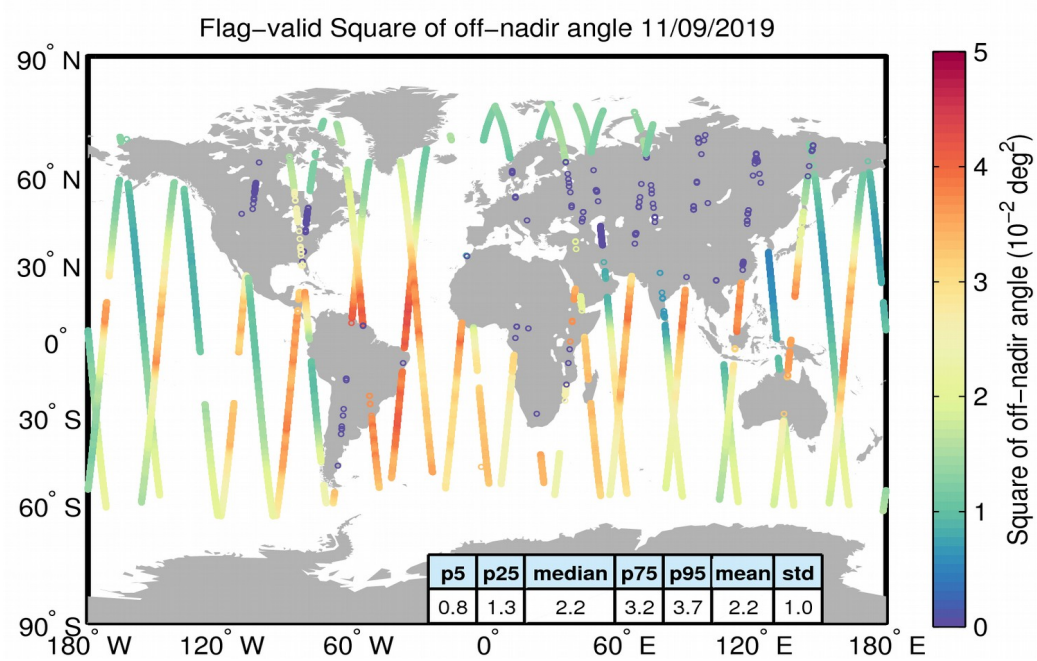 Flag−valid Square of off−nadir angle 11/09/2019
90° N
60° N
30° N
0°
30° S
60° S
90° S
180° W
120° W
60° W
0°
60° E
120° E
180° E
p5 p25 median p75 p95 mean std
0.8 1.3 2.2 3.2 3.7 2.2 1.0
5
4
3
2
1
0
Square of off−nadir angle (10⁻² deg²)